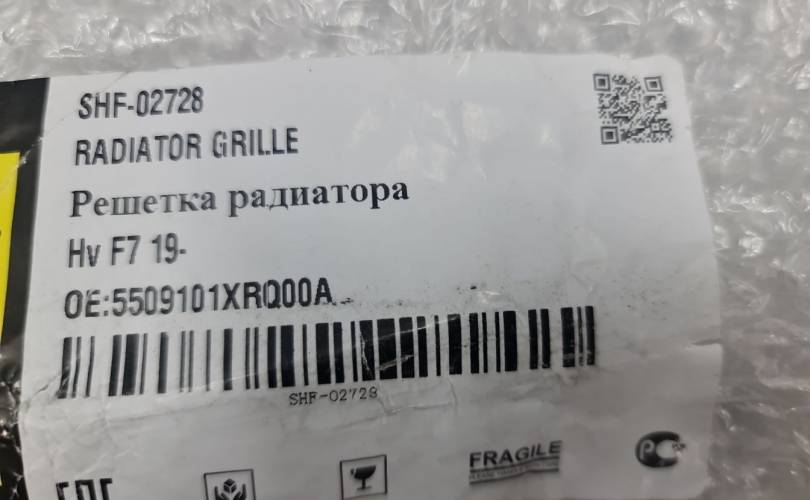 SHF-02728
RADIATOR GRILLE
Решетка радиатора
Hv F7 19-
OE:5509101XRQ00A
SHF-02728
FRAGILE